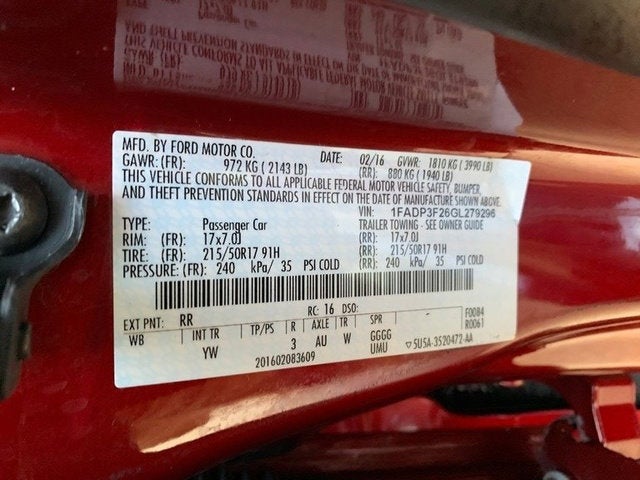 MFD. BY FORD MOTOR CO.
DATE: 02/16 GVWR: 1810 KG ( 3990 LB)
GAWR: (FR): 972 KG ( 2143 LB) (RR): 880 KG ( 1940 LB)
THIS VEHICLE CONFORMS TO ALL APPLICABLE FEDERAL MOTOR VEHICLE SAFETY, BUMPER,
AND THEFT PREVENTION STANDARDS IN EFFECT ON THE DATE OF MANUFACTURE SHOWN ABOVE.
VIN: 1FADP3F26GL279296
TYPE: Passenger Car TRAILER TOWING - SEE OWNER GUIDE
RIM: (FR): 17x7.0J (RR): 17x7.0J
TIRE: (FR): 215/50R17 91H (RR): 215/50R17 91H
PRESSURE: (FR): 240 kPa/ 35 PSI COLD (RR): 240 kPa/ 35 PSI COLD
EXT PNT: RR RC: 16 DSO: F0084
R0061
WB INT TR TP/PS R AXLE TR SPR
YW 3 AU W GGGG
UMU
201602083609
▽5U5A-3520472-AA